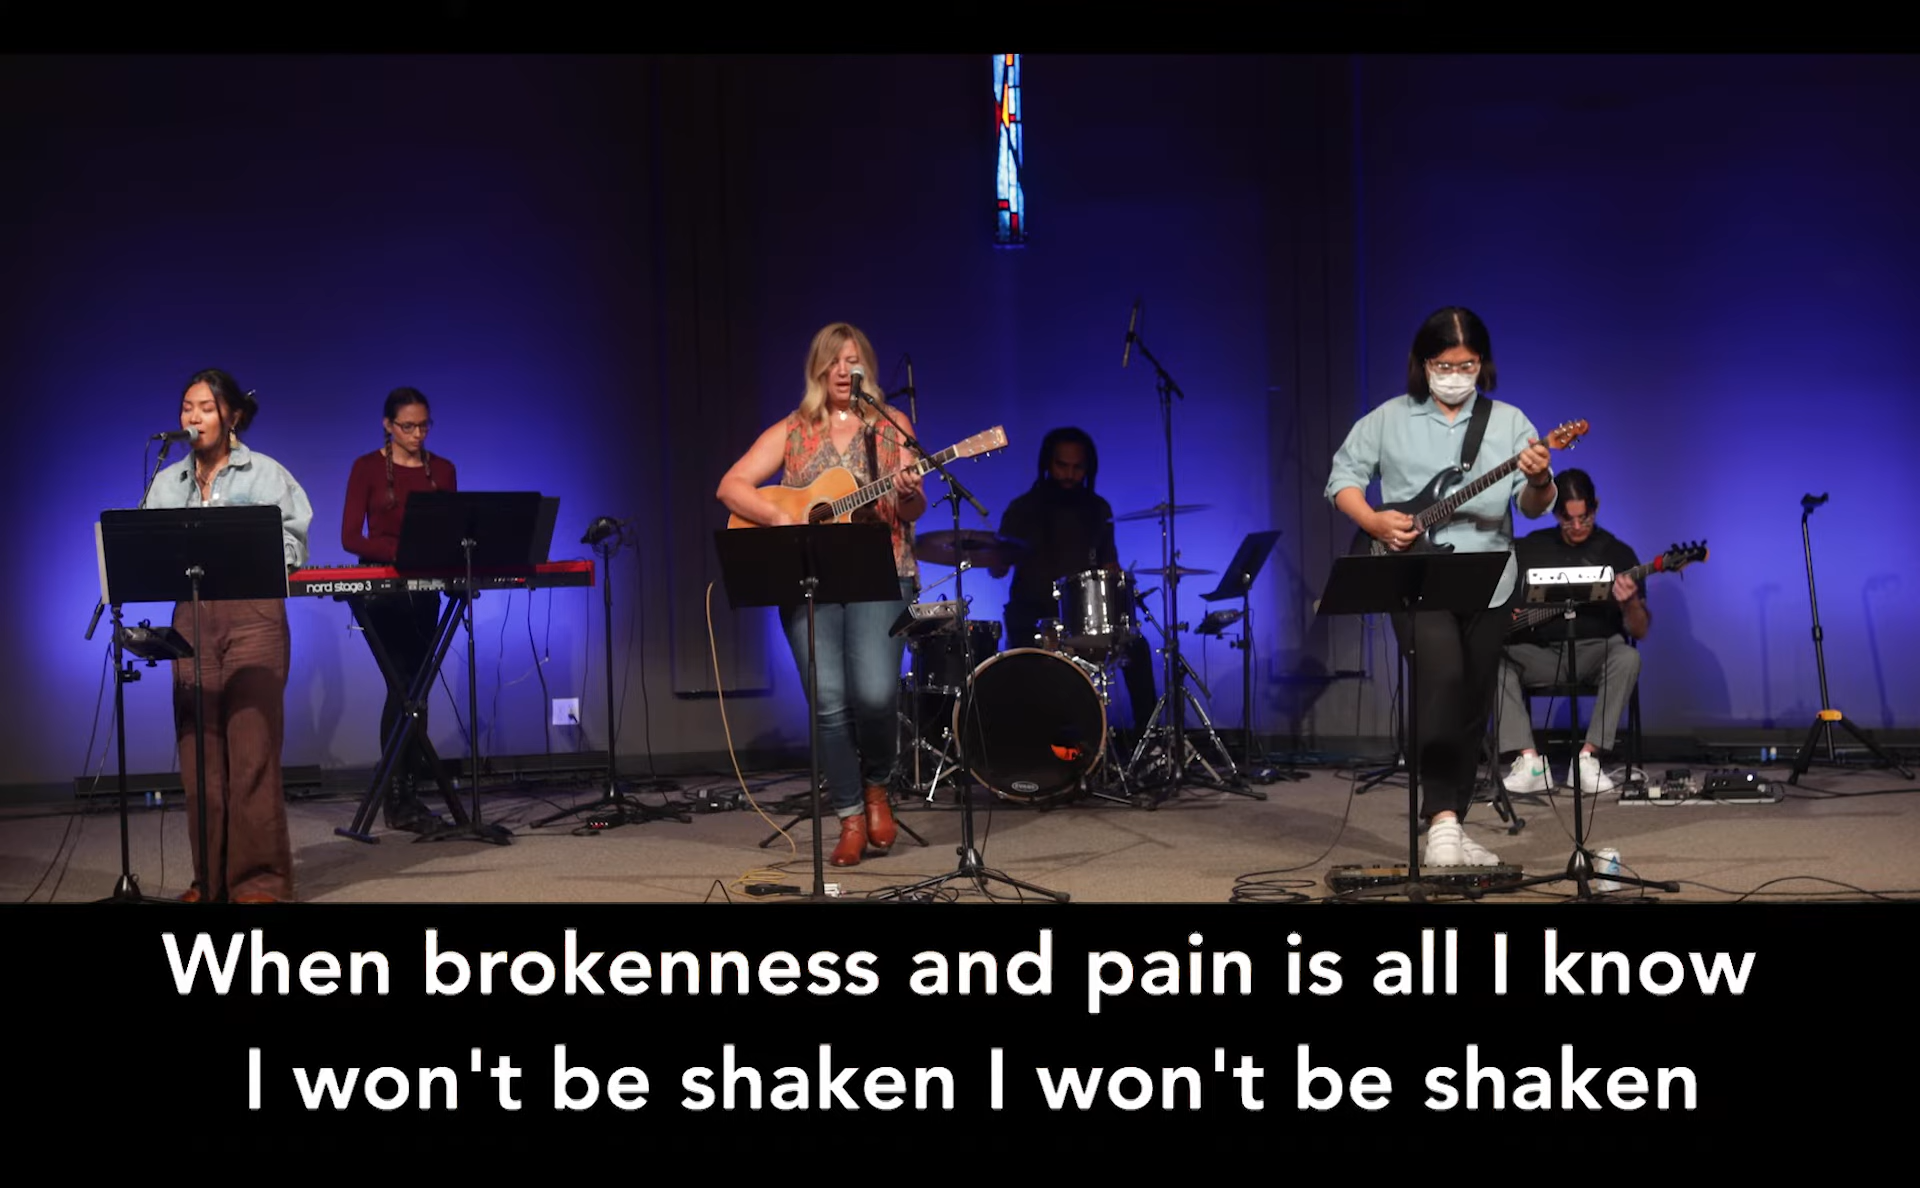 nord stage 3
When brokenness and pain is all I know
I won't be shaken I won't be shaken